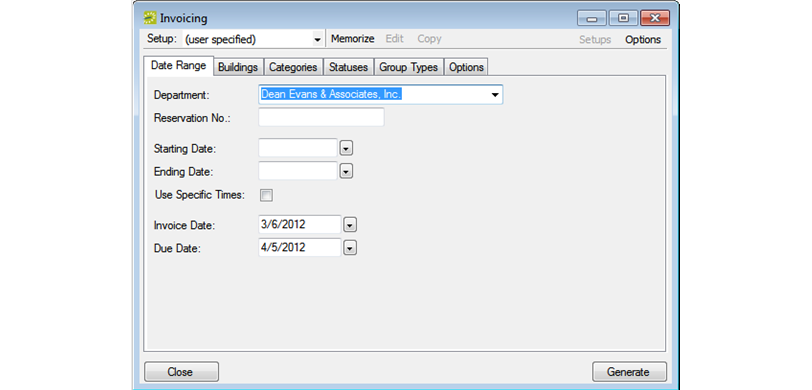 Invoicing
Setup: (user specified) Memorize Edit Copy Setups Options
Date Range Buildings Categories Statuses Group Types Options
Department: Dean Evans & Associates, Inc.
Reservation No.:
Starting Date:
Ending Date:
Use Specific Times:
Invoice Date: 3/6/2012
Due Date: 4/5/2012
Close Generate